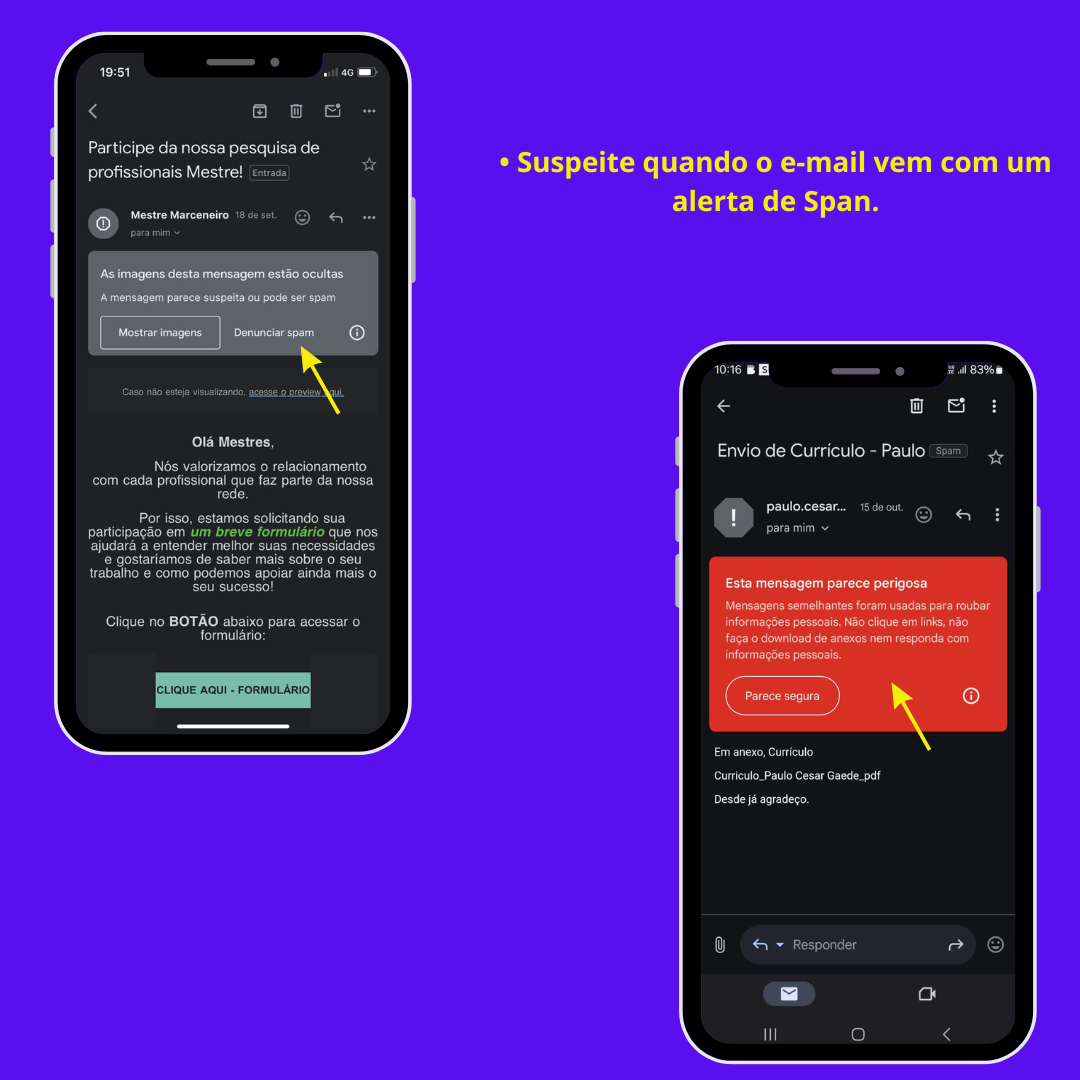 19:51
4G
Participe da nossa pesquisa de
profissionais Mestre! Entrada
Mestre Marceneiro 18 de set.
para mim
As imagens desta mensagem estão ocultas
A mensagem parece suspeita ou pode ser spam
Mostrar imagens Denunciar spam
Caso não esteja visualizando, acesse o preview aqui.
Olá Mestres,
Nós valorizamos o relacionamento
com cada profissional que faz parte da nossa
rede.
Por isso, estamos solicitando sua
participação em um breve formulário que nos
ajudará a entender melhor suas necessidades
e gostaríamos de saber mais sobre o seu
trabalho e como podemos apoiar ainda mais o
seu sucesso!
Clique no BOTÃO abaixo para acessar o
formulário:
CLIQUE AQUI - FORMULÁRIO
• Suspeite quando o e-mail vem com um
alerta de Span.
10:16 S 83%
Envio de Currículo - Paulo Spam
paulo.cesar... 15 de out.
para mim
Esta mensagem parece perigosa
Mensagens semelhantes foram usadas para roubar
informações pessoais. Não clique em links, não
faça o download de anexos nem responda com
informações pessoais.
Parece segura
Em anexo, Currículo
Curriculo_Paulo Cesar Gaede_pdf
Desde já agradeço.
Responder